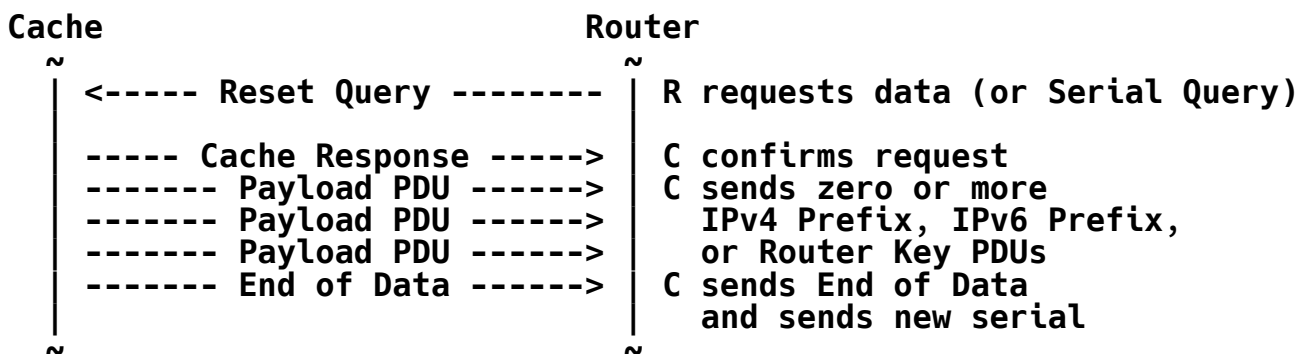 Cache                         Router
  ~                             ~
  | <----- Reset Query -------- | R requests data (or Serial Query)
  |                             |
  | ----- Cache Response -----> | C confirms request
  | ------- Payload PDU ------> | C sends zero or more
  | ------- Payload PDU ------> |   IPv4 Prefix, IPv6 Prefix,
  | ------- Payload PDU ------> |   or Router Key PDUs
  | ------- End of Data ------> | C sends End of Data
  |                             |   and sends new serial
  ~                             ~